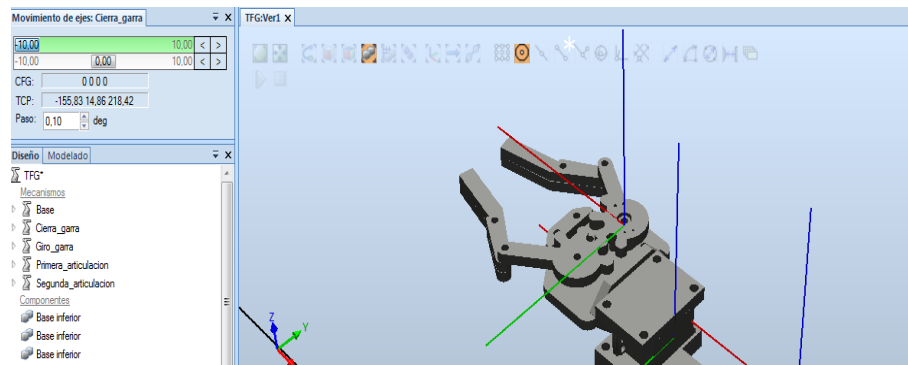 Movimiento de ejes: Cierra_garra
TFG:Ver1 X
-10,00 10,00 < >
-10,00 0,00 10,00 < >
CFG: 0 0 0 0
TCP: -155,83 14,86 218,42
Paso: 0,10 deg
Diseño Modelado
TFG*
Mecanismos
Base
Cierra_garra
Giro_garra
Primera_articulacion
Segunda_articulacion
Componentes
Base inferior
Base inferior
Base inferior
Z
Y